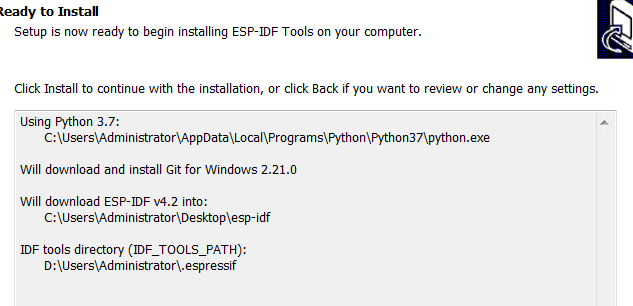 Ready to Install
Setup is now ready to begin installing ESP-IDF Tools on your computer.
Click Install to continue with the installation, or click Back if you want to review or change any settings.
Using Python 3.7:
C:\Users\Administrator\AppData\Local\Programs\Python\Python37\python.exe
Will download and install Git for Windows 2.21.0
Will download ESP-IDF v4.2 into:
C:\Users\Administrator\Desktop\esp-idf
IDF tools directory (IDF_TOOLS_PATH):
D:\Users\Administrator\.espressif